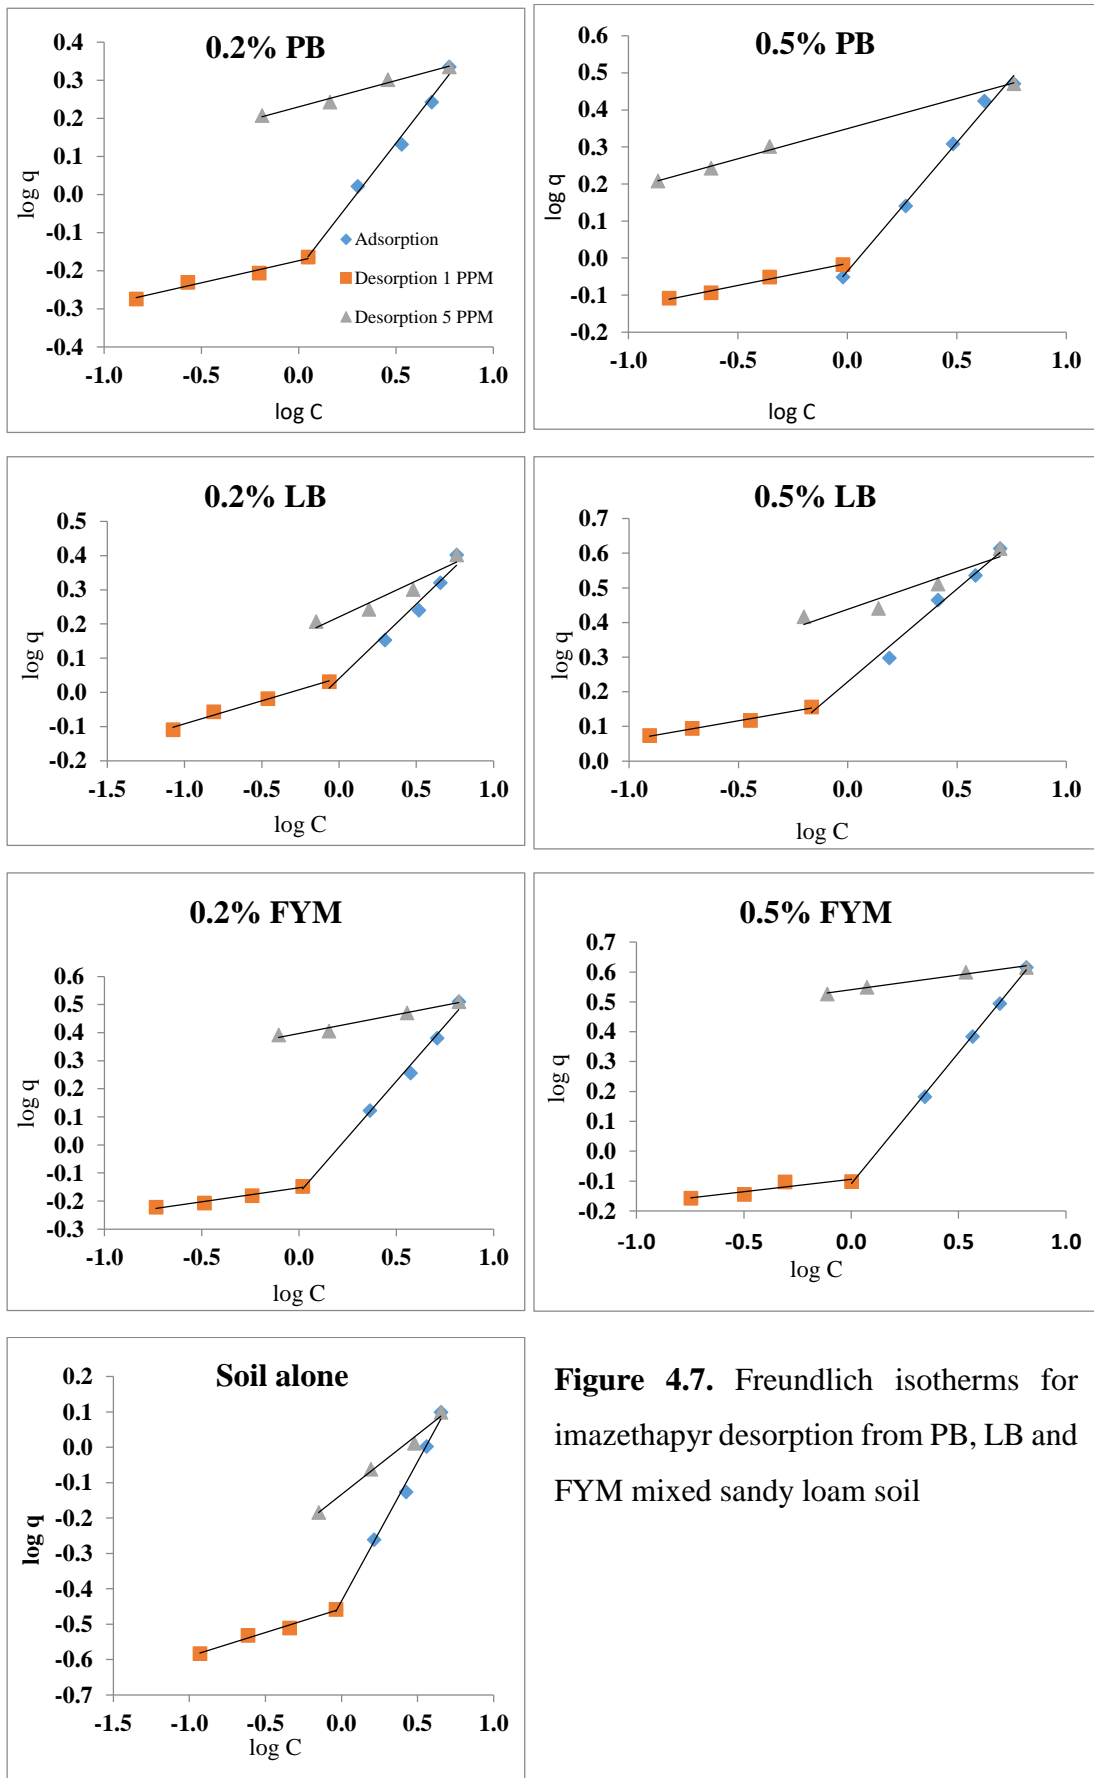 0.2% PB
0.4
0.3
0.2
0.1
0.0
-0.1
-0.2
-0.3
-0.4
-1.0 -0.5 0.0 0.5 1.0
log q
log C
Adsorption
Desorption 1 PPM
Desorption 5 PPM
0.5% PB
0.6
0.5
0.4
0.3
0.2
0.1
0.0
-0.1
-0.2
-1.0 -0.5 0.0 0.5 1.0
log q
log C
0.2% LB
0.5
0.4
0.3
0.2
0.1
0.0
-0.1
-0.2
-1.5 -1.0 -0.5 0.0 0.5 1.0
log q
log C
0.5% LB
0.7
0.6
0.5
0.4
0.3
0.2
0.1
0.0
-1.0 -0.5 0.0 0.5 1.0
log q
log C
0.2% FYM
0.6
0.5
0.4
0.3
0.2
0.1
0.0
-0.1
-0.2
-0.3
-1.0 -0.5 0.0 0.5 1.0
log q
log C
0.5% FYM
0.7
0.6
0.5
0.4
0.3
0.2
0.1
0.0
-0.1
-0.2
-1.0 -0.5 0.0 0.5 1.0
log q
log C
Soil alone
0.2
0.1
0.0
-0.1
-0.2
-0.3
-0.4
-0.5
-0.6
-0.7
-1.5 -1.0 -0.5 0.0 0.5 1.0
log q
log C
Figure 4.7. Freundlich isotherms for
imazethapyr desorption from PB, LB and
FYM mixed sandy loam soil